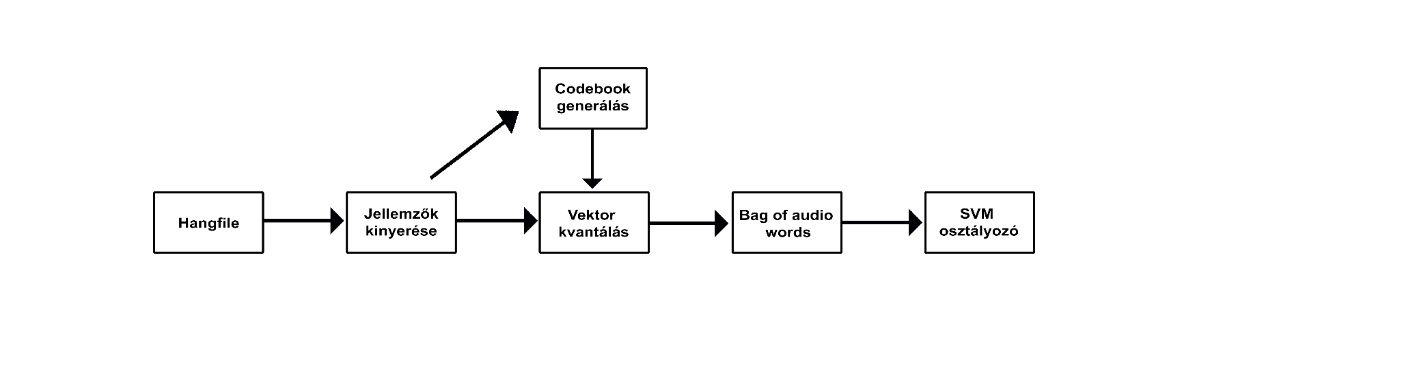 Codebook
generálás
Hangfile
Jellemzők
kinyerése
Vektor
kvantálás
Bag of audio
words
SVM
osztályozó